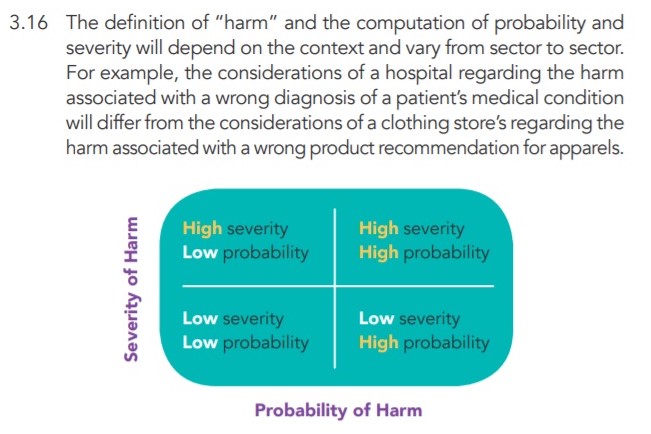 3.16 The definition of "harm" and the computation of probability and
severity will depend on the context and vary from sector to sector.
For example, the considerations of a hospital regarding the harm
associated with a wrong diagnosis of a patient's medical condition
will differ from the considerations of a clothing store's regarding the
harm associated with a wrong product recommendation for apparels.
Severity of Harm
High severity
Low probability
High severity
High probability
Low severity
Low probability
Low severity
High probability
Probability of Harm